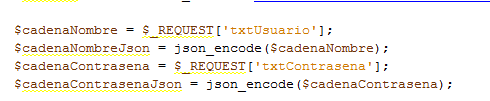 $cadenaNombre = $_REQUEST['txtUsuario'];
$cadenaNombreJson = json_encode($cadenaNombre);
$cadenaContrasena = $_REQUEST['txtContrasena'];
$cadenaContrasenaJson = json_encode($cadenaContrasena);